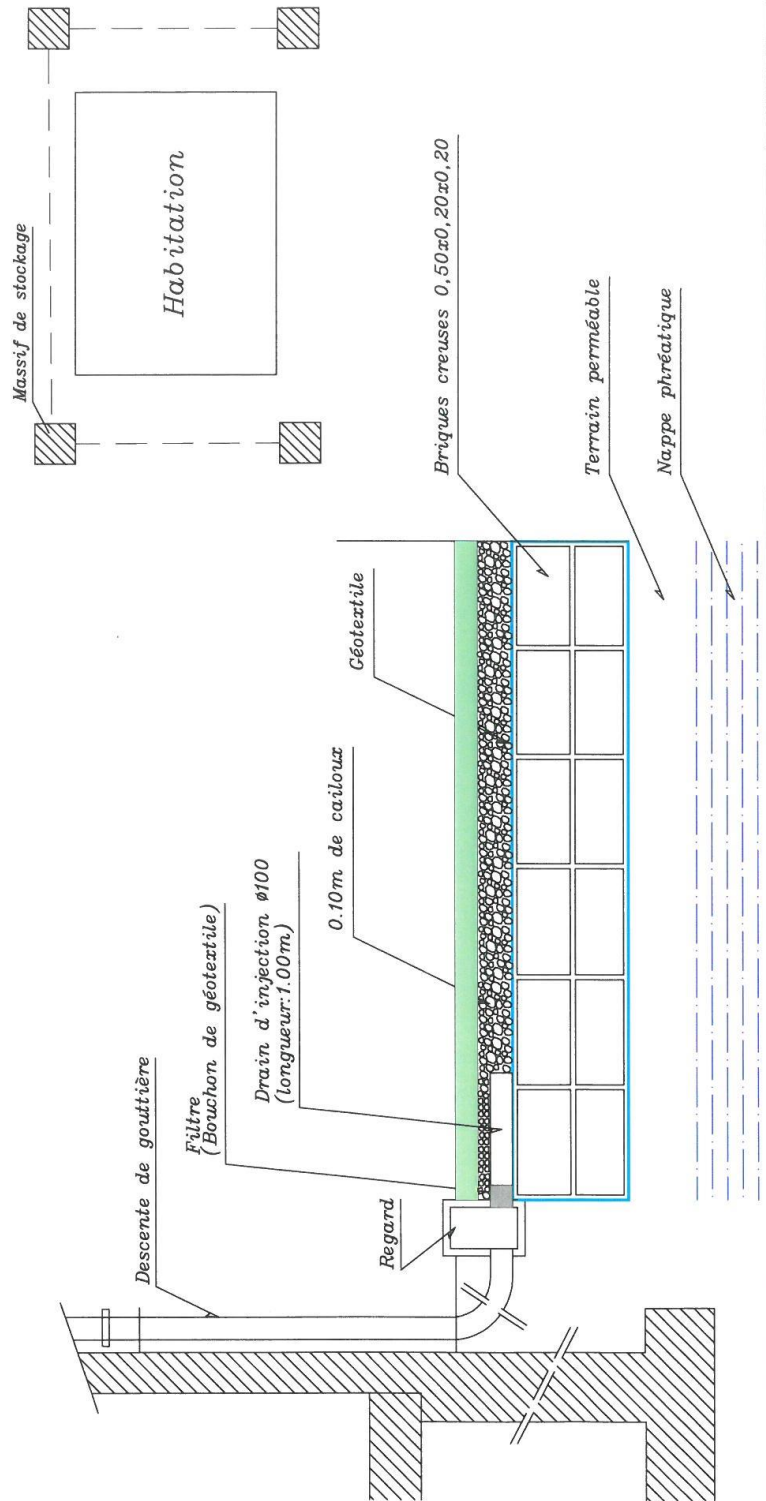 Massif de stockage
Habitation
Descente de gouttière
Filtre
(Bouchon de géotextile)
Drain d'injection ø100
(longueur:1.00m)
0.10m de cailoux
Géotextile
Regard
Briques creuses 0,50x0,20x0,20
Terrain perméable
Nappe phréatique